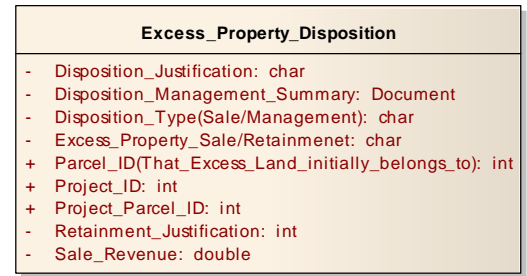 Excess_Property_Disposition
- Disposition_Justification: char
- Disposition_Management_Summary: Document
- Disposition_Type(Sale/Management): char
- Excess_Property_Sale/Retainmenet: char
+ Parcel_ID(That_Excess_Land_initially_belongs_to): int
+ Project_ID: int
+ Project_Parcel_ID: int
- Retainment_Justification: int
- Sale_Revenue: double